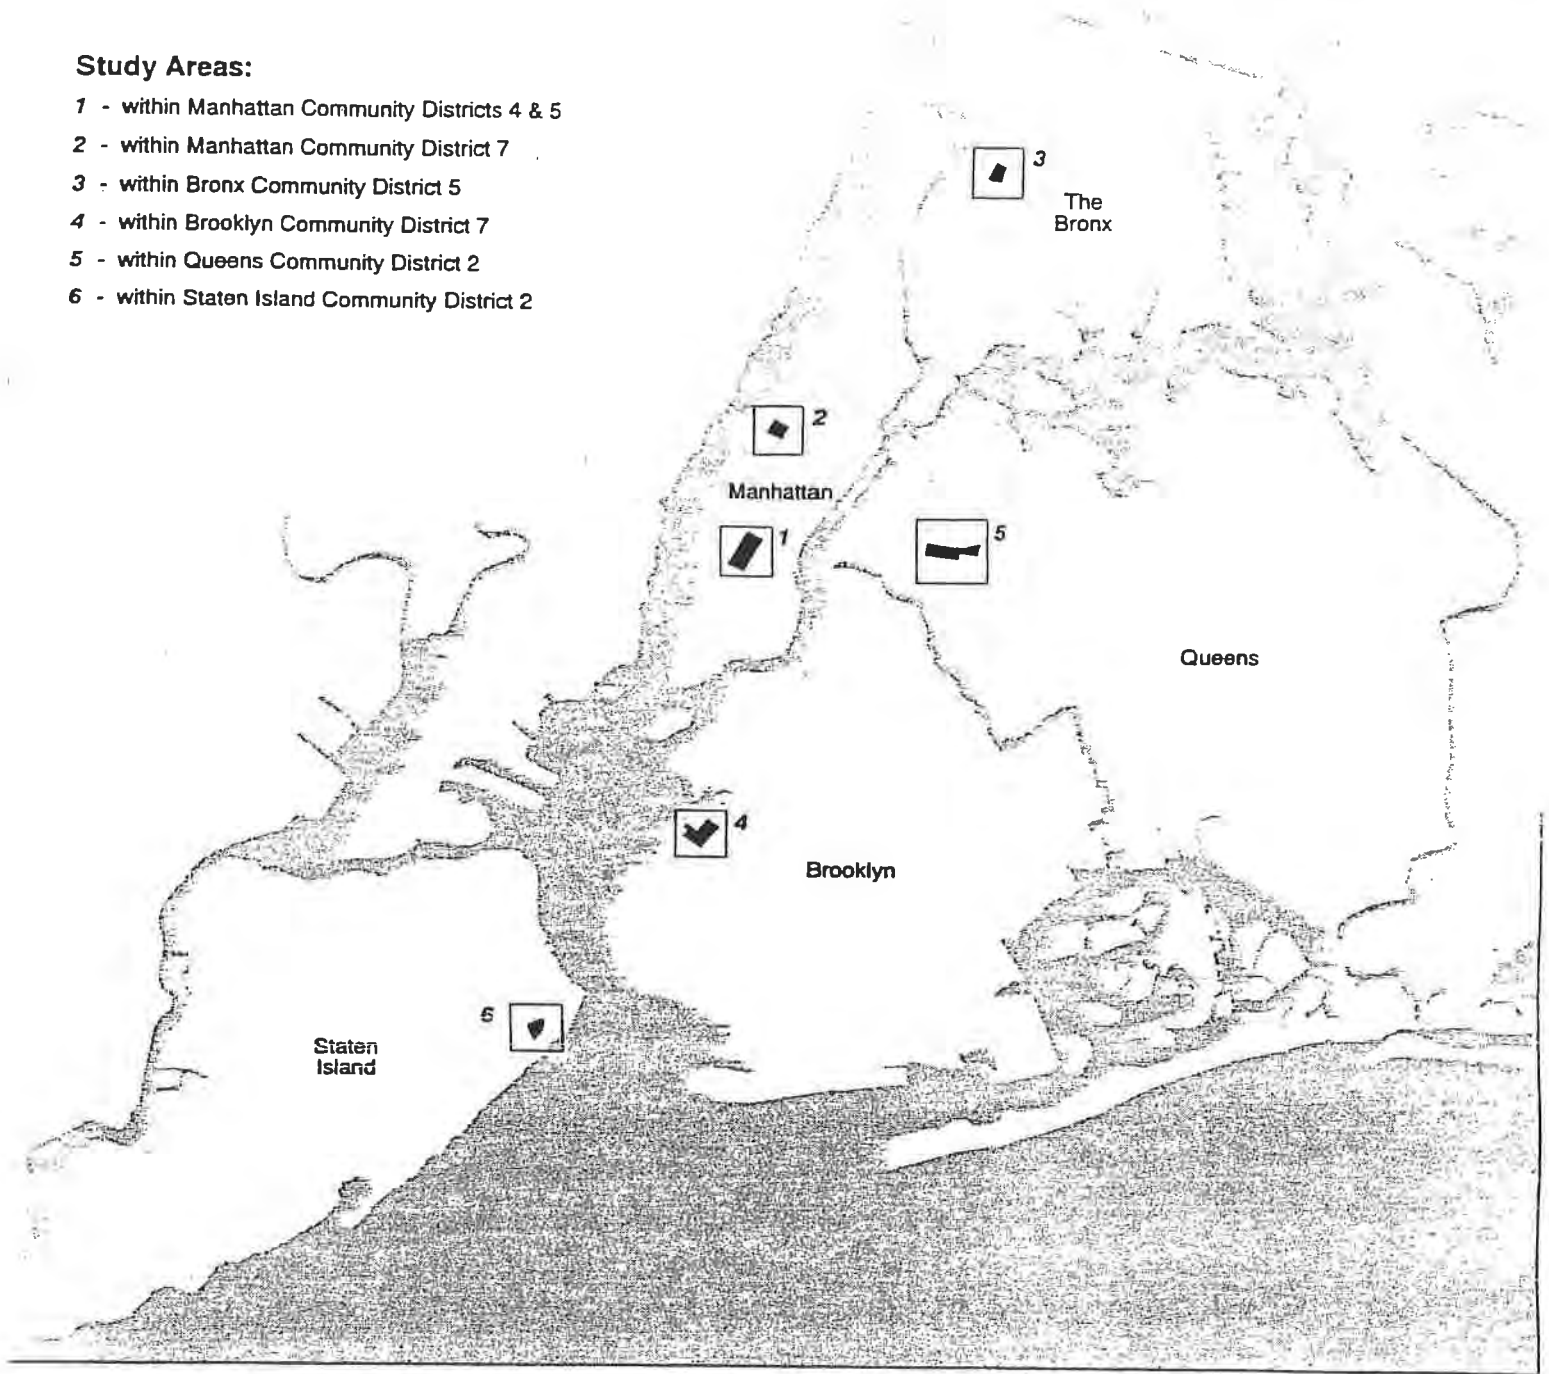 Study Areas:
1 - within Manhattan Community Districts 4 & 5
2 - within Manhattan Community District 7
3 - within Bronx Community District 5
4 - within Brooklyn Community District 7
5 - within Queens Community District 2
6 - within Staten Island Community District 2
3
The
Bronx
2
Manhattan
1
5
Queens
4
Brooklyn
6
Staten
Island